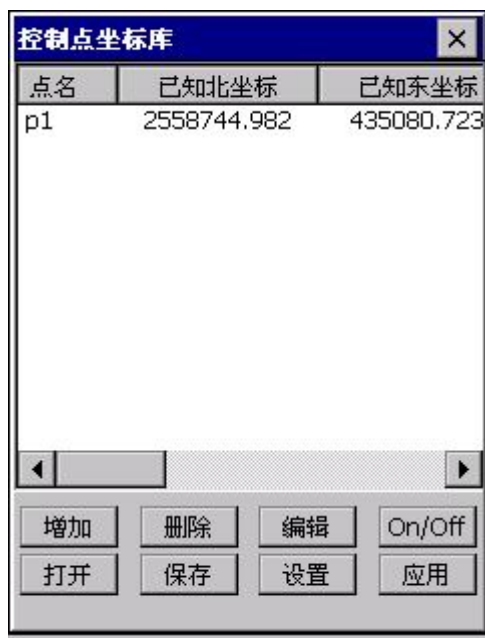 控制点坐标库
点名 已知北坐标 已知东坐标
p1 2558744.982 435080.723
增加 删除 编辑 On/Off
打开 保存 设置 应用